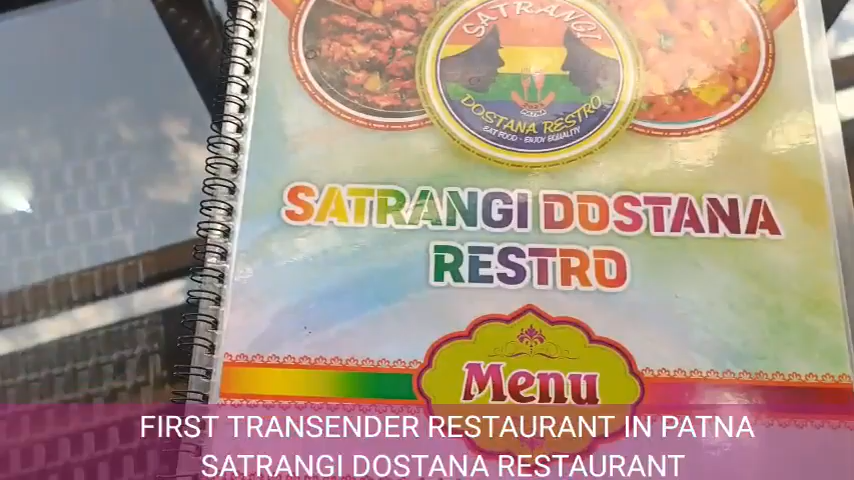 SATRANGI
PATNA
DOSTANA RESTRO
EAT FOOD - ENJOY EQUALITY
SATRANGI DOSTANA
RESTRO
Menu
FIRST TRANSENDER RESTAURANT IN PATNA
SATRANGI DOSTANA RESTAURANT